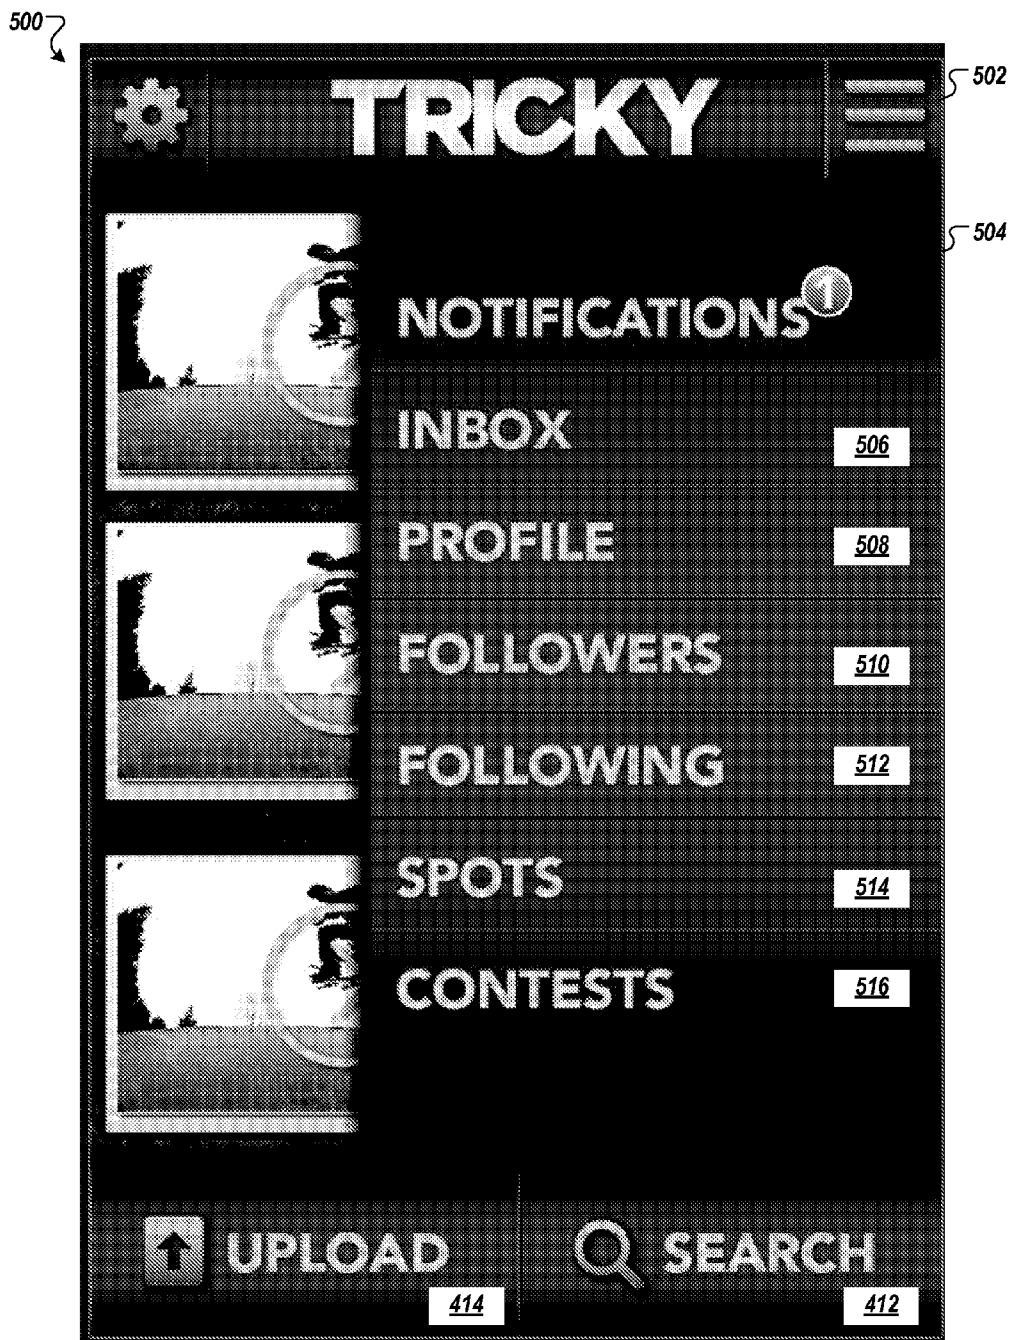 500
TRICKY
502
504
NOTIFICATIONS 1
INBOX 506
PROFILE 508
FOLLOWERS 510
FOLLOWING 512
SPOTS 514
CONTESTS 516
UPLOAD SEARCH
414 412